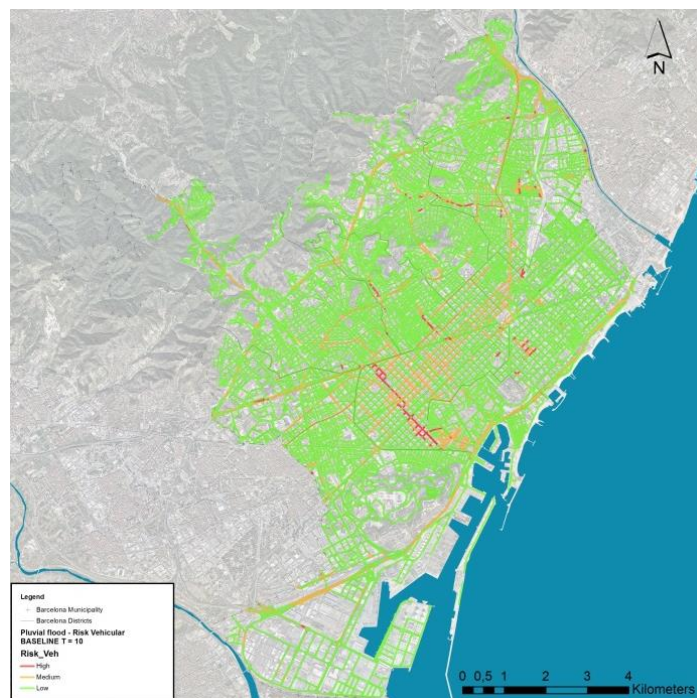 N
Legend
Barcelona Municipality
Barcelona Districts
Pluvial flood - Risk Vehicular
BASELINE T = 10
Risk_Veh
High
Medium
Low
0 0,5 1 2 3 4
Kilometers